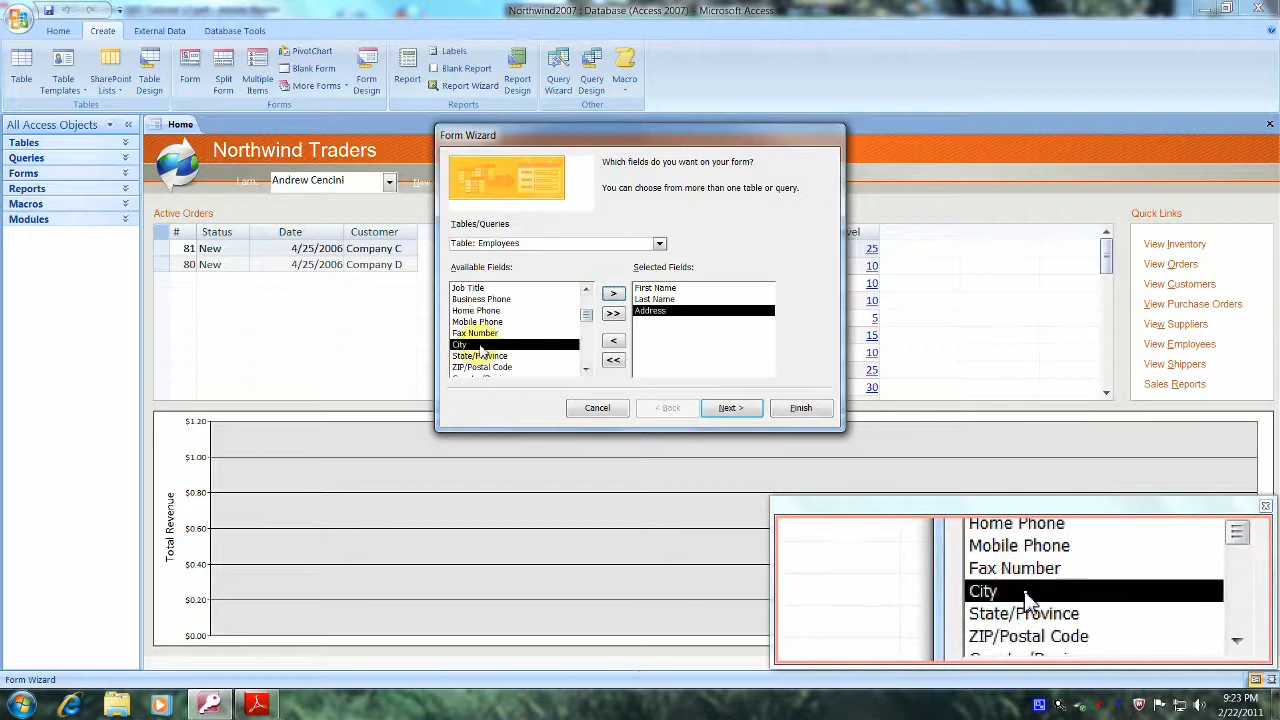 Northwind2007 : Database (Access 2007) - Microsoft Access
Home Create External Data Database Tools
Table
Table Templates
SharePoint Lists
Table Design
Tables
Form
Split Form
Multiple Items
PivotChart
Blank Form
More Forms
Form Design
Forms
Report
Labels
Blank Report
Report Wizard
Report Design
Reports
Query Wizard
Query Design
Macro
Other
All Access Objects
Tables
Queries
Forms
Reports
Macros
Modules
Home
Northwind Traders
I am: Andrew Cencini New
Active Orders
# Status Date Customer
81 New 4/25/2006 Company C
80 New 4/25/2006 Company D
Form Wizard
Which fields do you want on your form?
You can choose from more than one table or query.
Tables/Queries
Table: Employees
Available Fields:
Job Title
Business Phone
Home Phone
Mobile Phone
Fax Number
City
State/Province
ZIP/Postal Code
>
>>
<
<<
Selected Fields:
First Name
Last Name
Address
Cancel < Back Next > Finish
vel
25
10
10
10
5
15
10
25
30
Quick Links
View Inventory
View Orders
View Customers
View Purchase Orders
View Suppliers
View Employees
View Shippers
Sales Reports
Total Revenue
$1.20
$1.00
$0.80
$0.60
$0.40
$0.20
$0.00
Home Phone
Mobile Phone
Fax Number
City
State/Province
ZIP/Postal Code
Form Wizard
9:23 PM
2/22/2011